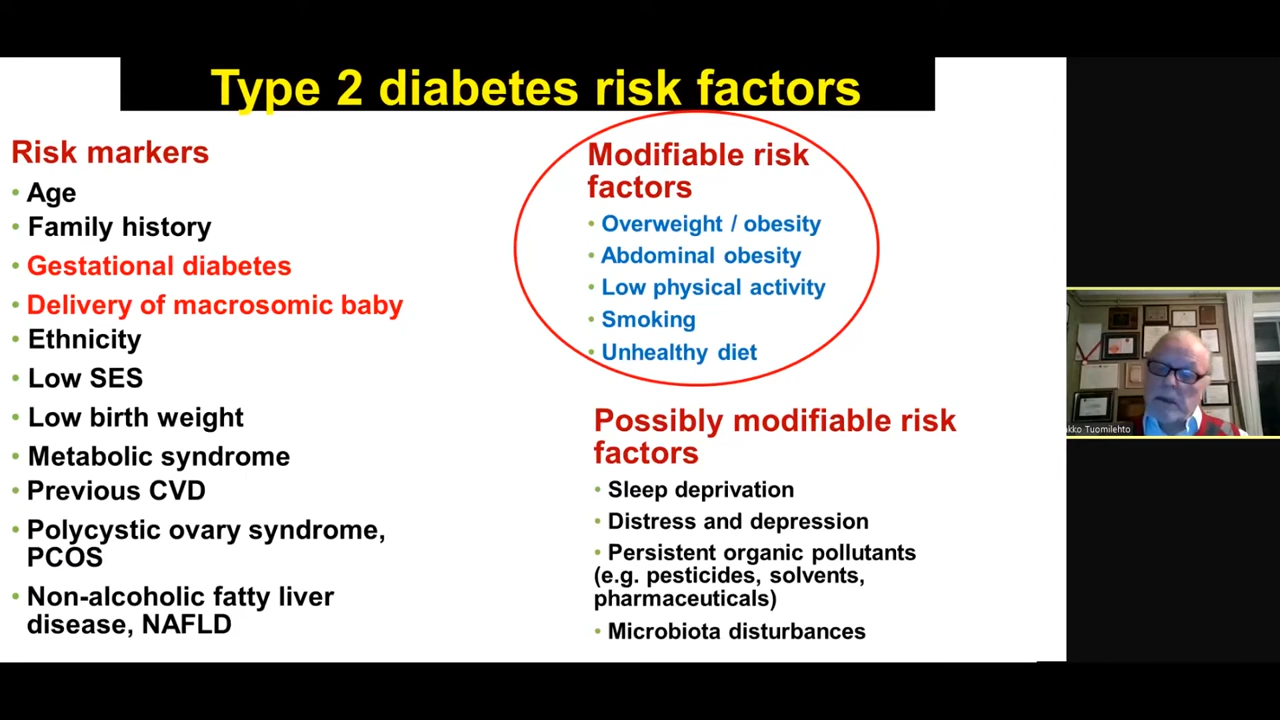 Type 2 diabetes risk factors
Risk markers
• Age
• Family history
• Gestational diabetes
• Delivery of macrosomic baby
• Ethnicity
• Low SES
• Low birth weight
• Metabolic syndrome
• Previous CVD
• Polycystic ovary syndrome,
PCOS
• Non-alcoholic fatty liver
disease, NAFLD
Modifiable risk
factors
• Overweight / obesity
• Abdominal obesity
• Low physical activity
• Smoking
• Unhealthy diet
Possibly modifiable risk
factors
• Sleep deprivation
• Distress and depression
• Persistent organic pollutants
(e.g. pesticides, solvents,
pharmaceuticals)
• Microbiota disturbances
Tuomilehto